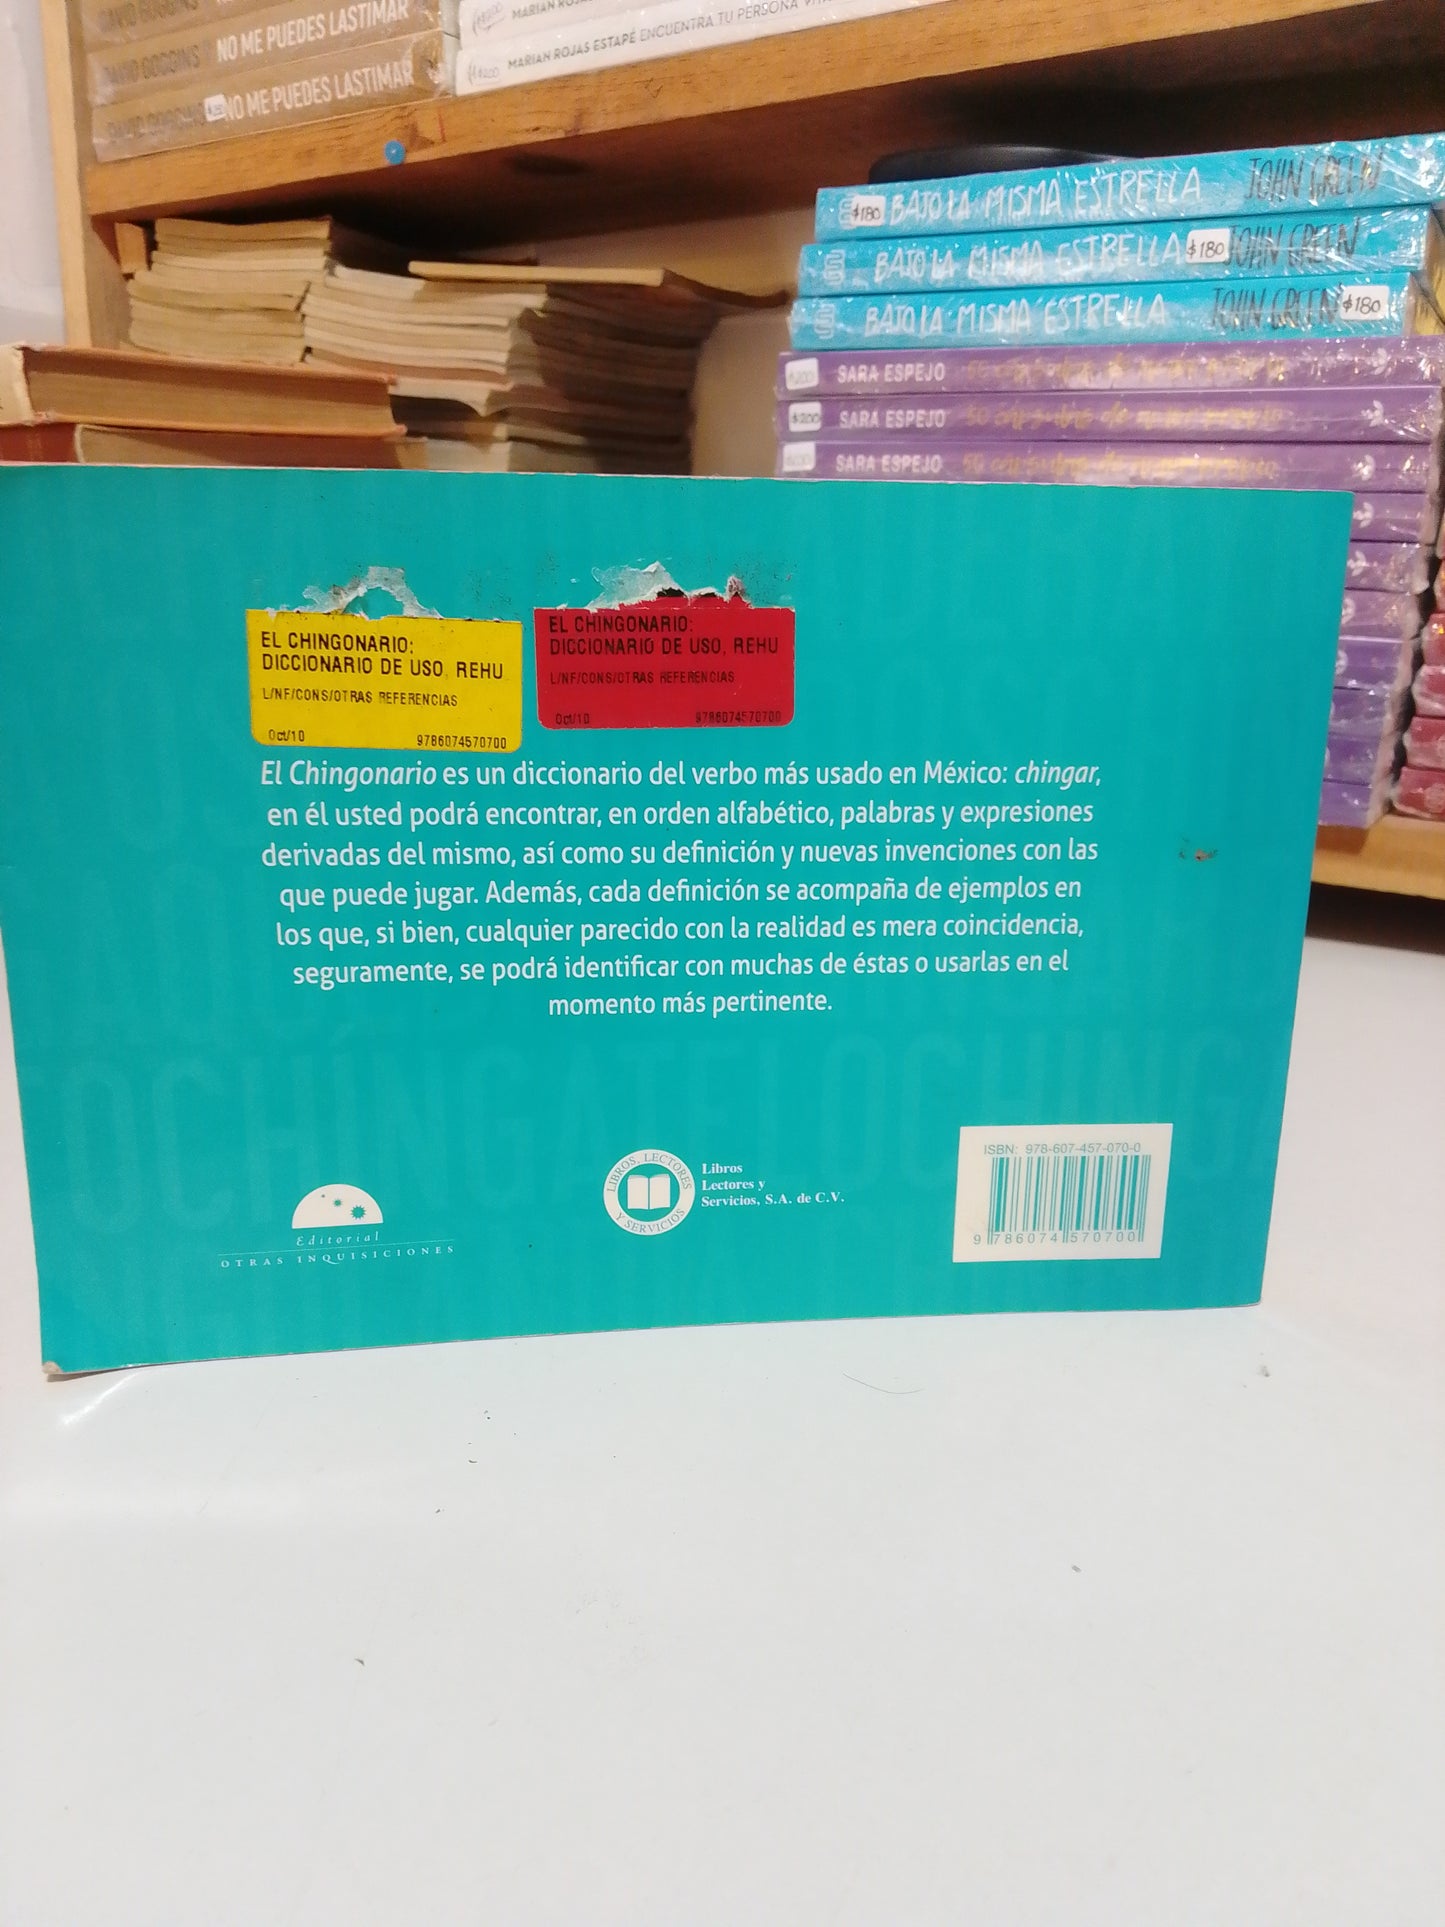 DAVID GOGGINS NO ME PUEDES LASTIMAR
NO ME PUEDES LASTIMAR
MARIAN ROJAS ESTAPÉ ENCUENTRA TU PERSONA
BAJO LA MISMA ESTRELLA JOHN GREEN
$180
BAJO LA MISMA ESTRELLA JOHN GREEN
$180
BAJO LA MISMA ESTRELLA JOHN GREEN
$180
SARA ESPEJO
$200
SARA ESPEJO
$200
SARA ESPEJO
EL CHINGONARIO:
DICCIONARIO DE USO, REHU
L/NF/CONS/OTRAS REFERENCIAS
Oct/10 9786074570700
EL CHINGONARIO:
DICCIONARIO DE USO, REHU
L/NF/CONS/OTRAS REFERENCIAS
Oct/10 9786074570700
El Chingonario es un diccionario del verbo más usado en México: chingar,
en él usted podrá encontrar, en orden alfabético, palabras y expresiones
derivadas del mismo, así como su definición y nuevas invenciones con las
que puede jugar. Además, cada definición se acompaña de ejemplos en
los que, si bien, cualquier parecido con la realidad es mera coincidencia,
seguramente, se podrá identificar con muchas de éstas o usarlas en el
momento más pertinente.
OCHÍNGATELOCHINGA
Editorial
OTRAS INQUISICIONES
LIBROS, LECTORES
Y SERVICIOS
Libros
Lectores y
Servicios, S.A. de C.V.
ISBN: 978-607-457-070-0
9 786074 570700